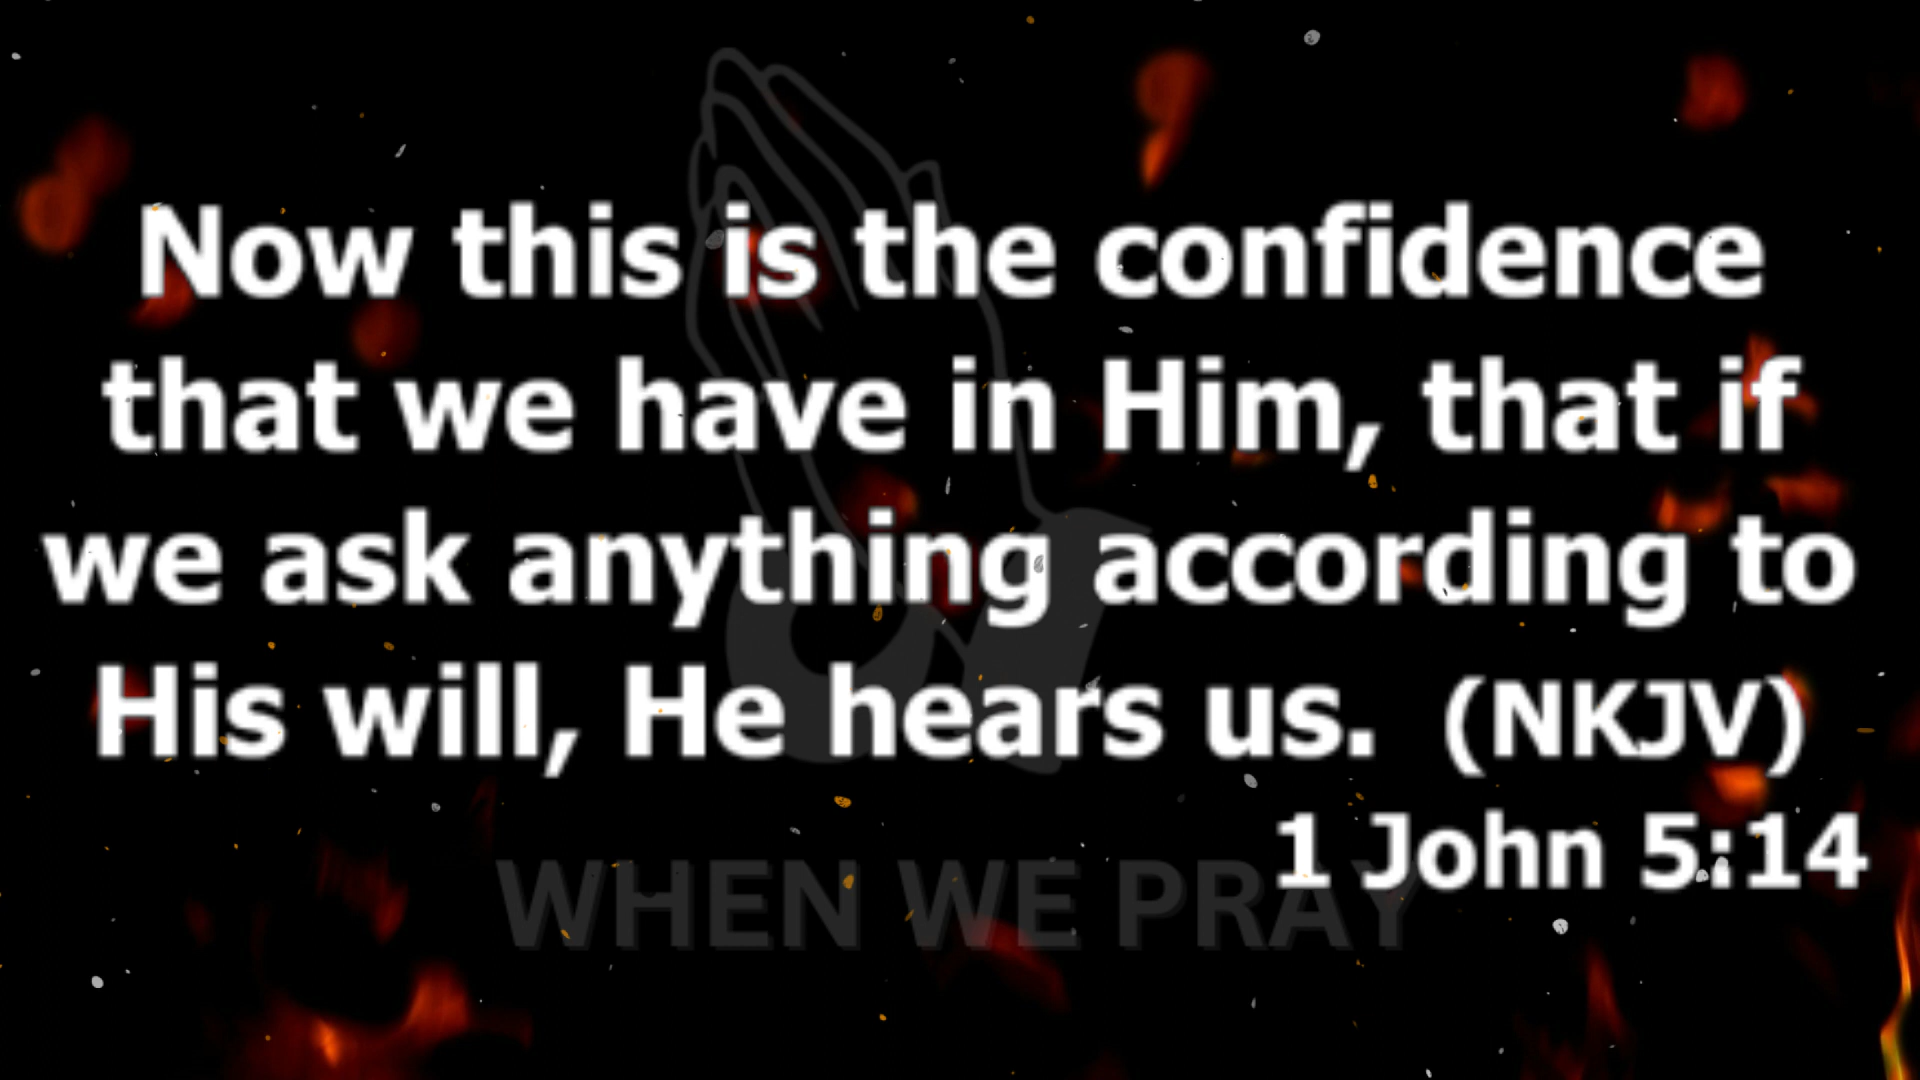 Now this is the confidence
that we have in Him, that if
we ask anything according to
His will, He hears us.  (NKJV)
1 John 5:14
WHEN WE PRAY